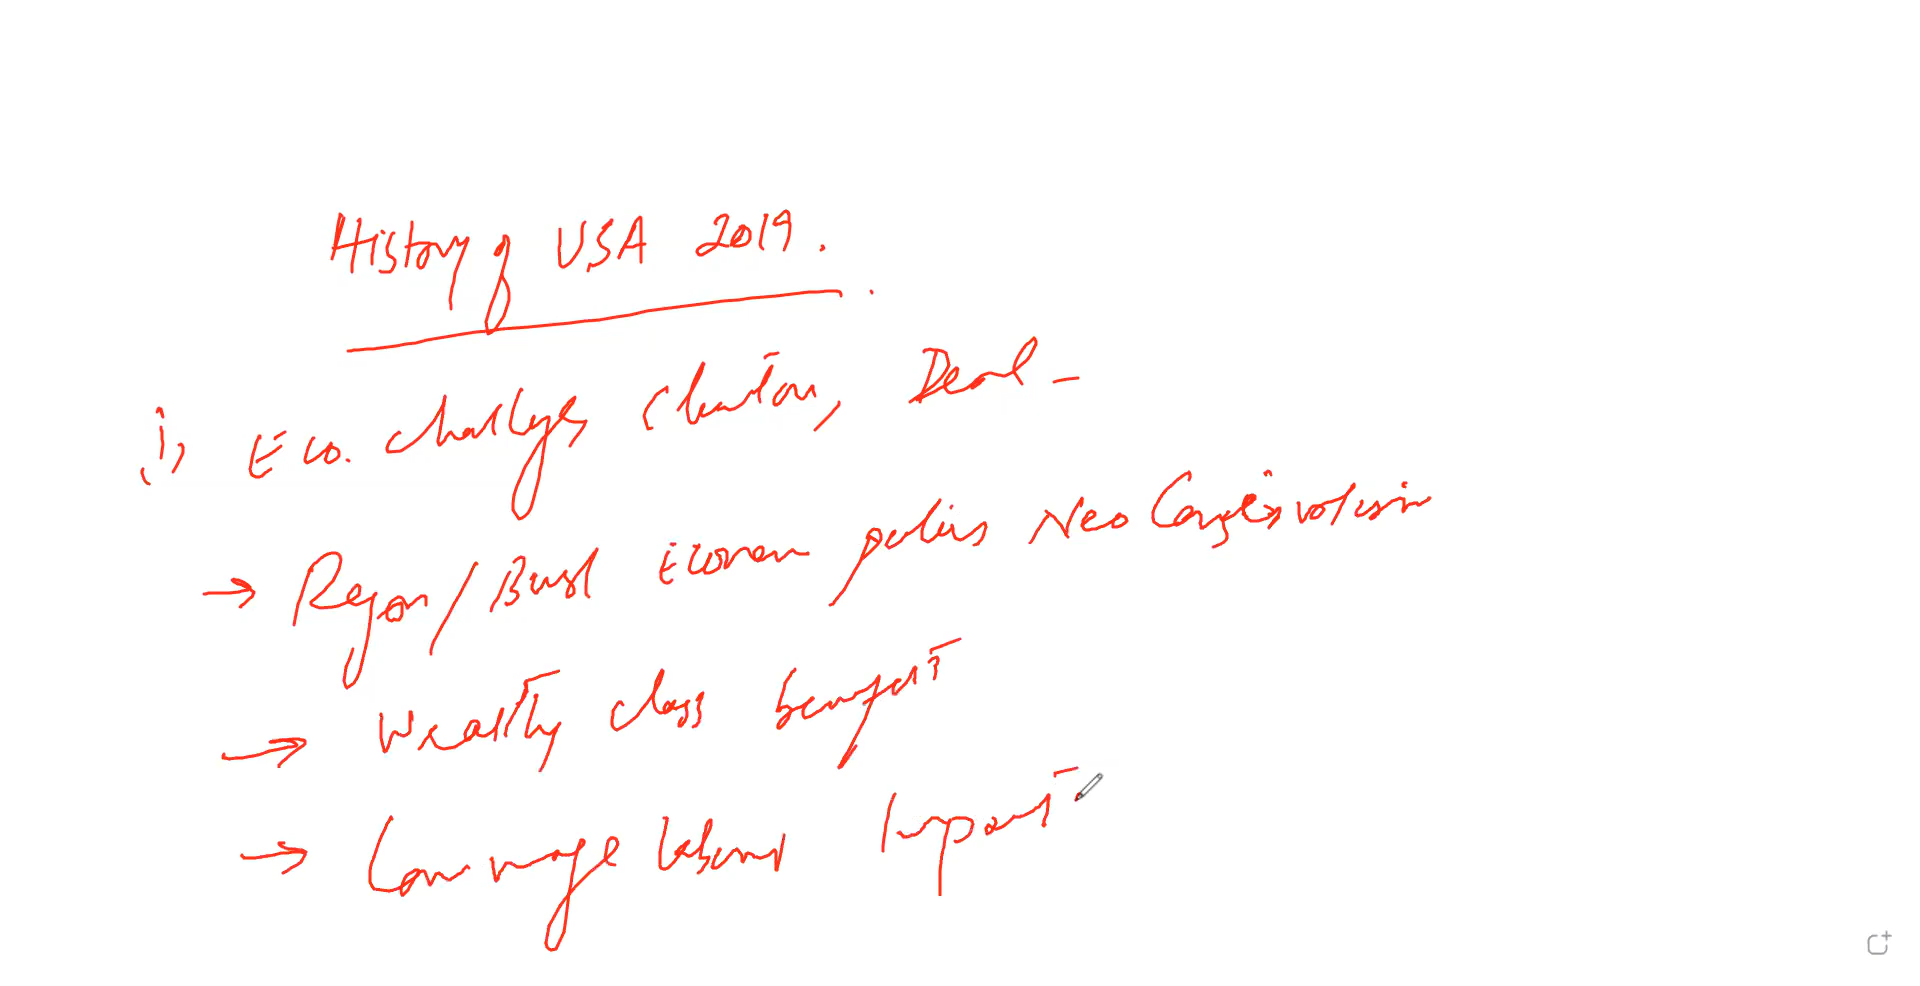 History of USA 2019.
i, Eco. challenges Clinton, Deal -
→ Regan/Bush Econom policies Neo Conservatism
→ Wealthy class benefit
→ Low wage labour Import